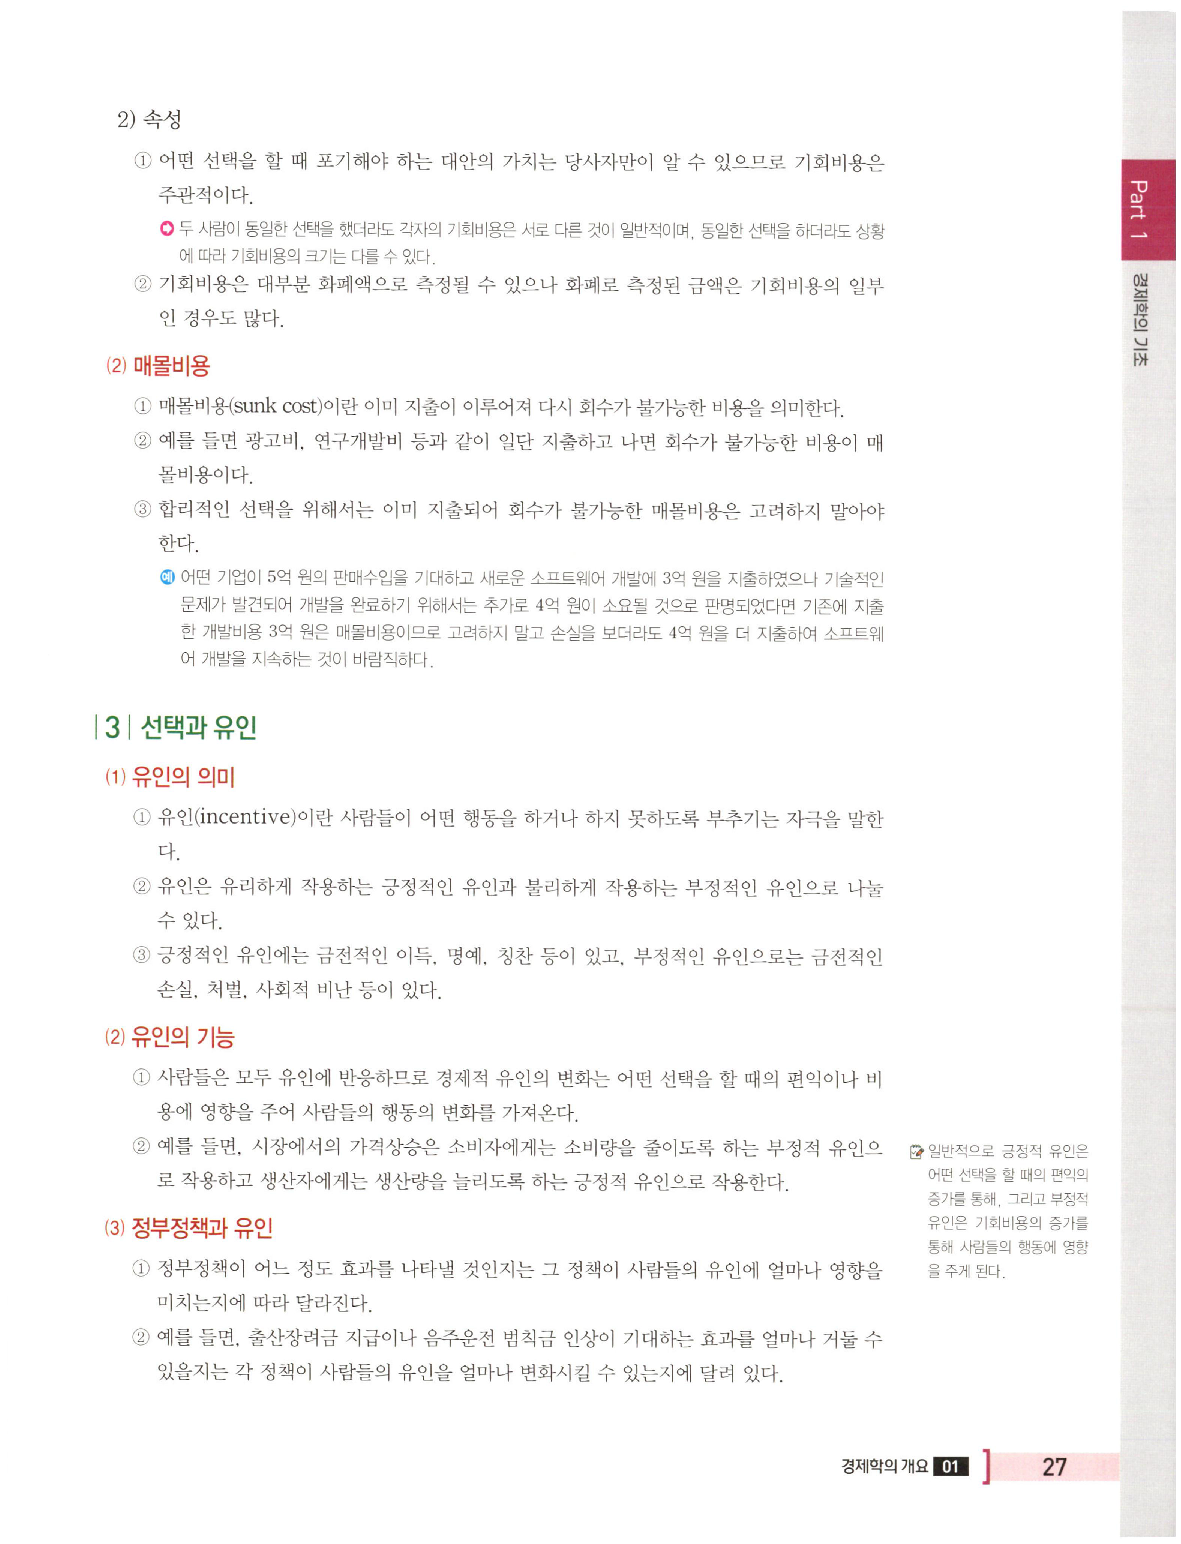 2) 속성
① 어떤 선택을 할 때 포기해야 하는 대안의 가치는 당사자만이 알 수 있으므로 기회비용은
주관적이다.
두 사람이 동일한 선택을 했더라도 각자의 기회비용은 서로 다른 것이 일반적이며, 동일한 선택을 하더라도 상황
에 따라 기회비용의 크기는 다를 수 있다.
② 기회비용은 대부분 화폐액으로 측정될 수 있으나 화폐로 측정된 금액은 기회비용의 일부
인 경우도 많다.
(2) 매몰비용
① 매몰비용(sunk cost)이란 이미 지출이 이루어져 다시 회수가 불가능한 비용을 의미한다.
② 예를 들면 광고비, 연구개발비 등과 같이 일단 지출하고 나면 회수가 불가능한 비용이 매
몰비용이다.
③ 합리적인 선택을 위해서는 이미 지출되어 회수가 불가능한 매몰비용은 고려하지 말아야
한다.
예 어떤 기업이 5억 원의 판매수입을 기대하고 새로운 소프트웨어 개발에 3억 원을 지출하였으나 기술적인
문제가 발견되어 개발을 완료하기 위해서는 추가로 4억 원이 소요될 것으로 판명되었다면 기존에 지출
한 개발비용 3억 원은 매몰비용이므로 고려하지 말고 손실을 보더라도 4억 원을 더 지출하여 소프트웨
어 개발을 지속하는 것이 바람직하다.
|3| 선택과 유인
(1) 유인의 의미
① 유인(incentive)이란 사람들이 어떤 행동을 하거나 하지 못하도록 부추기는 자극을 말한
다.
② 유인은 유리하게 작용하는 긍정적인 유인과 불리하게 작용하는 부정적인 유인으로 나눌
수 있다.
③ 긍정적인 유인에는 금전적인 이득, 명예, 칭찬 등이 있고, 부정적인 유인으로는 금전적인
손실, 처벌, 사회적 비난 등이 있다.
(2) 유인의 기능
① 사람들은 모두 유인에 반응하므로 경제적 유인의 변화는 어떤 선택을 할 때의 편익이나 비
용에 영향을 주어 사람들의 행동의 변화를 가져온다.
② 예를 들면, 시장에서의 가격상승은 소비자에게는 소비량을 줄이도록 하는 부정적 유인으
로 작용하고 생산자에게는 생산량을 늘리도록 하는 긍정적 유인으로 작용한다.
일반적으로 긍정적 유인은
어떤 선택을 할 때의 편익의
증가를 통해, 그리고 부정적
유인은 기회비용의 증가를
통해 사람들의 행동에 영향
을 주게 된다.
(3) 정부정책과 유인
① 정부정책이 어느 정도 효과를 나타낼 것인지는 그 정책이 사람들의 유인에 얼마나 영향을
미치는지에 따라 달라진다.
② 예를 들면, 출산장려금 지급이나 음주운전 범칙금 인상이 기대하는 효과를 얼마나 거둘 수
있을지는 각 정책이 사람들의 유인을 얼마나 변화시킬 수 있는지에 달려 있다.
Part 1
경제학의 기초
경제학의 개요 01
27